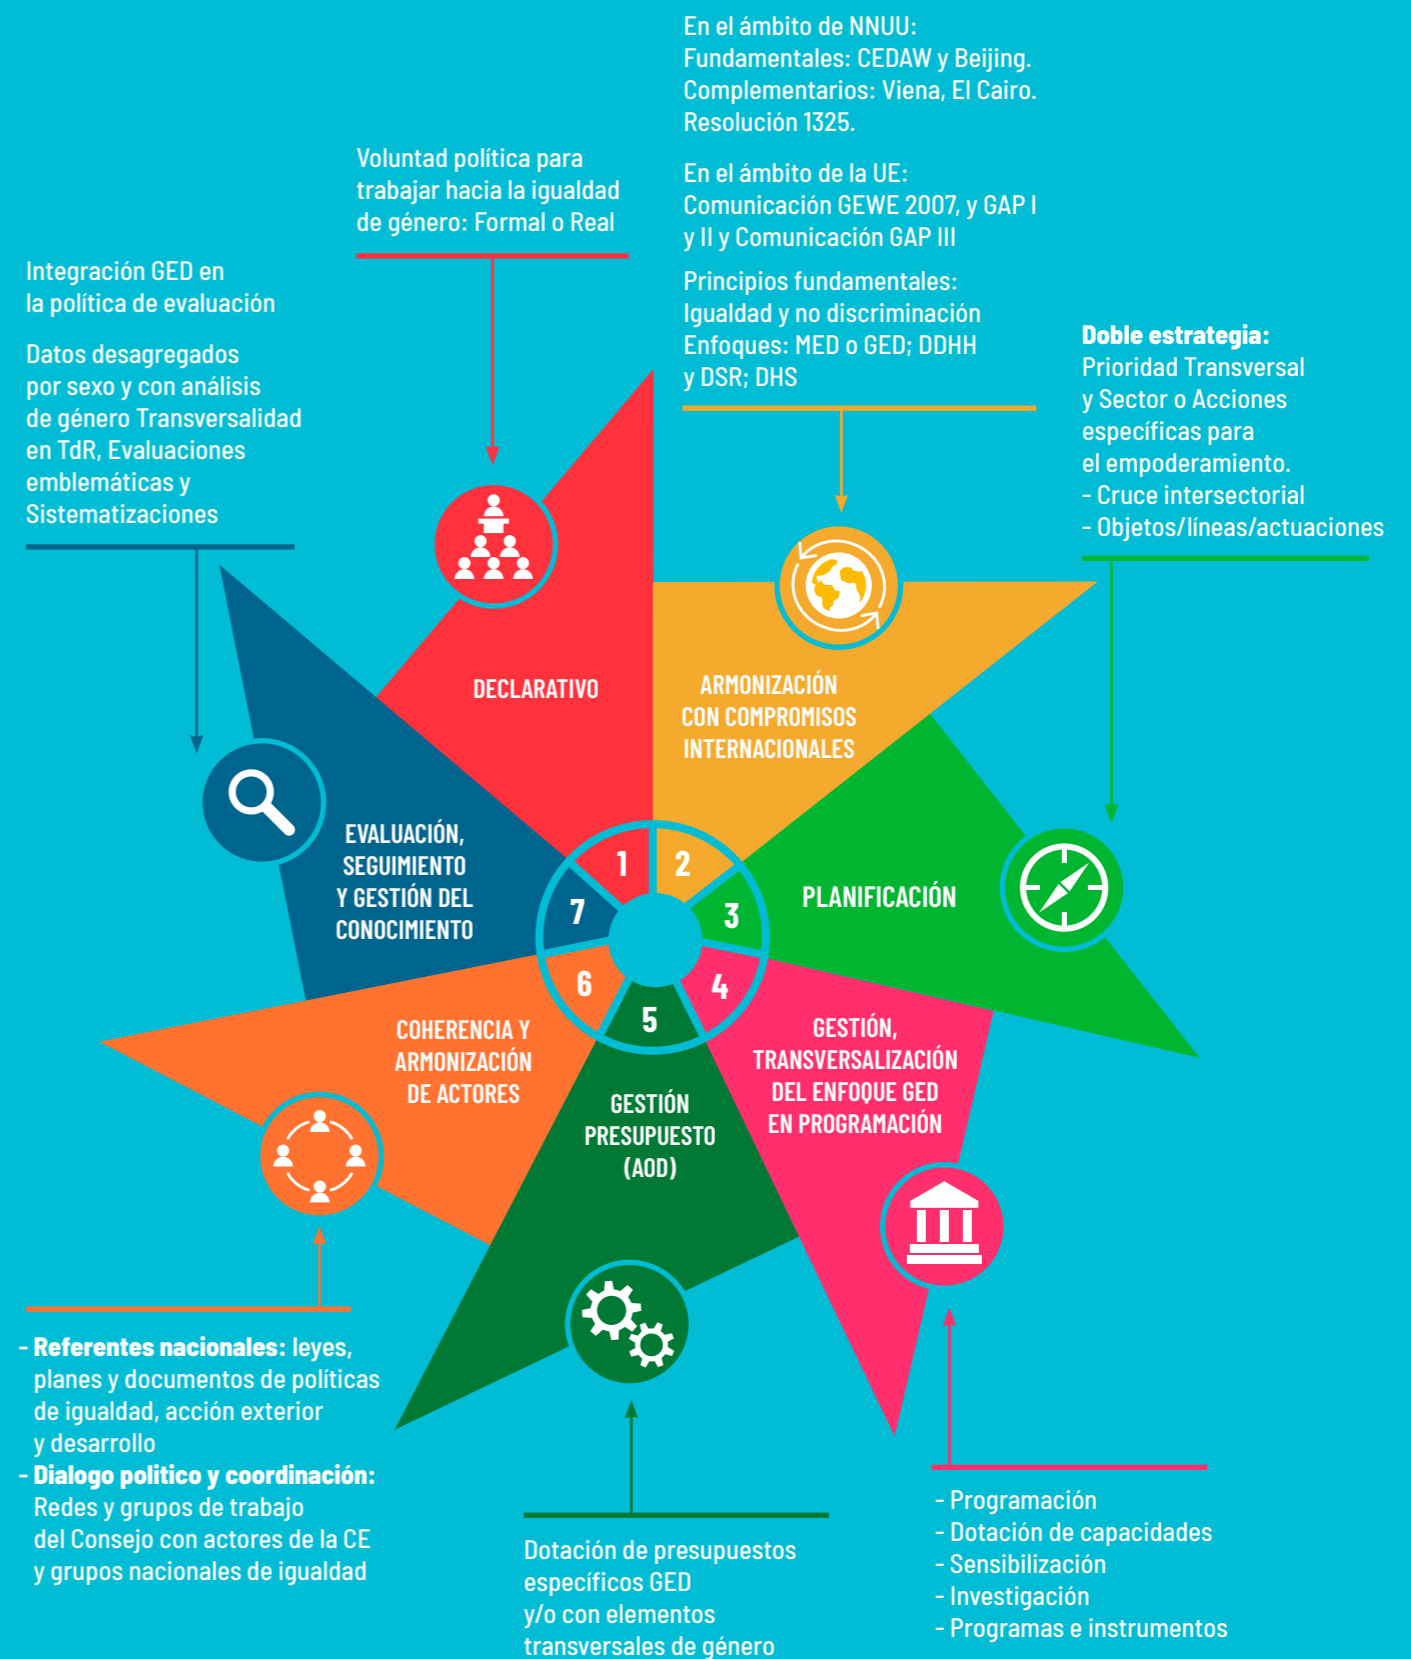 En el ámbito de NNUU:
Fundamentales: CEDAW y Beijing.
Complementarios: Viena, El Cairo.
Resolución 1325.
En el ámbito de la UE:
Comunicación GEWE 2007, y GAP I
y II y Comunicación GAP III
Principios fundamentales:
Igualdad y no discriminación
Enfoques: MED o GED; DDHH
y DSR; DHS
Voluntad política para
trabajar hacia la igualdad
de género: Formal o Real
Integración GED en
la política de evaluación
Datos desagregados
por sexo y con análisis
de género Transversalidad
en TdR, Evaluaciones
emblemáticas y
Sistematizaciones
Doble estrategia:
Prioridad Transversal
y Sector o Acciones
específicas para
el empoderamiento.
- Cruce intersectorial
- Objetos/líneas/actuaciones
DECLARATIVO
ARMONIZACIÓN
CON COMPROMISOS
INTERNACIONALES
PLANIFICACIÓN
EVALUACIÓN,
SEGUIMIENTO
Y GESTIÓN DEL
CONOCIMIENTO
1
2
3
4
5
6
7
GESTIÓN,
TRANSVERSALIZACIÓN
DEL ENFOQUE GED
EN PROGRAMACIÓN
COHERENCIA Y
ARMONIZACIÓN
DE ACTORES
GESTIÓN
PRESUPUESTO
(AOD)
- Referentes nacionales: leyes,
planes y documentos de políticas
de igualdad, acción exterior
y desarrollo
- Dialogo politico y coordinación:
Redes y grupos de trabajo
del Consejo con actores de la CE
y grupos nacionales de igualdad
Dotación de presupuestos
específicos GED
y/o con elementos
transversales de género
- Programación
- Dotación de capacidades
- Sensibilización
- Investigación
- Programas e instrumentos